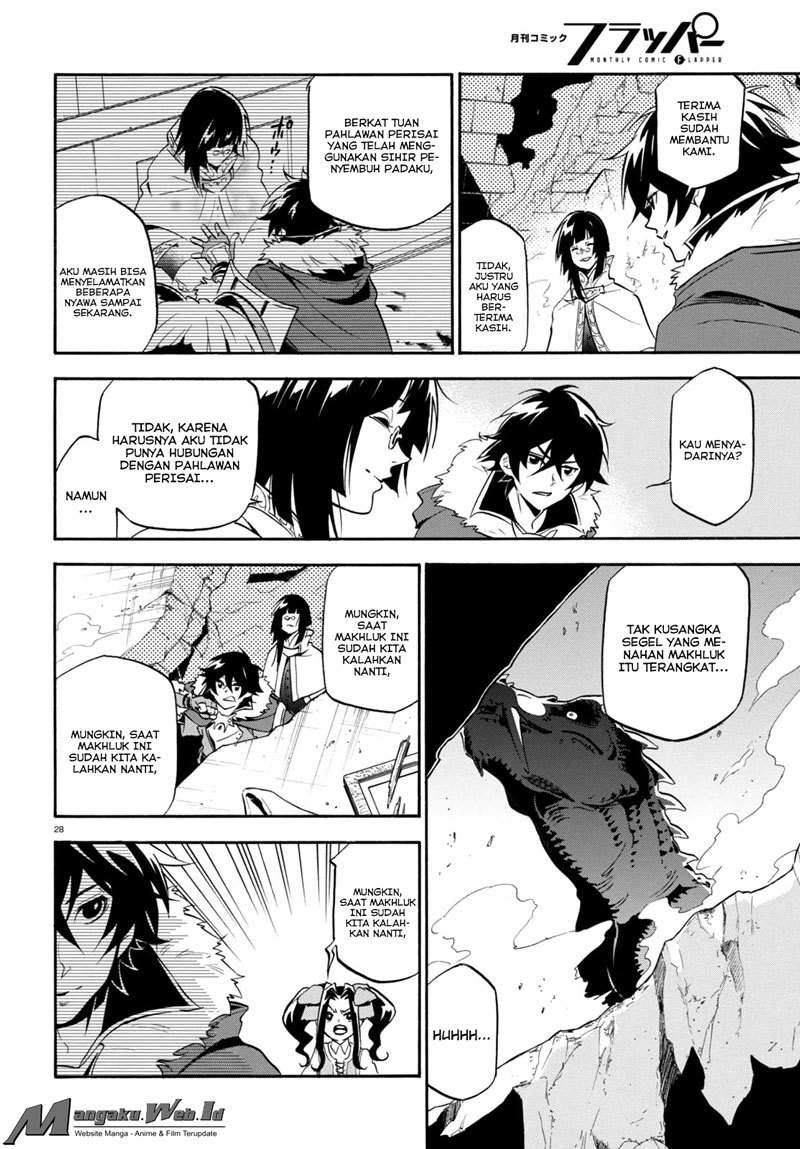 月刊コミック
フラッパー
MONTHLY COMIC FLAPPER
TERIMA
KASIH
SUDAH
MEMBANTU
KAMI.
TIDAK,
JUSTRU
AKU YANG
HARUS
BER-
TERIMA
KASIH.
BERKAT TUAN
PAHLAWAN PERISAI
YANG TELAH MENG-
GUNAKAN SIHIR PE-
NYEMBUH PADAKU,
ポウ…
AKU MASIH BISA
MENYELAMATKAN
BEBERAPA
NYAWA SAMPAI
SEKARANG.
KAU MENYA-
DARINYA?
TIDAK, KARENA
HARUSNYA AKU TIDAK
PUNYA HUBUNGAN
DENGAN PAHLAWAN
PERISAI...
NAMUN
...
TAK KUSANGKA
SEGEL YANG ME-
NAHAN MAKHLUK
ITU TERANGKAT...
HUHHH...
MUNGKIN,
SAAT
MAKHLUK INI
SUDAH KITA
KALAHKAN
NANTI,
MUNGKIN, SAAT
MAKHLUK INI
SUDAH KITA KA-
LAHKAN NANTI,
28
MUNGKIN,
SAAT MAKHLUK
INI SUDAH
KITA KALAH-
KAN NANTI,
Mangaku.Web.Id
Website Manga - Anime & Film Terupdate